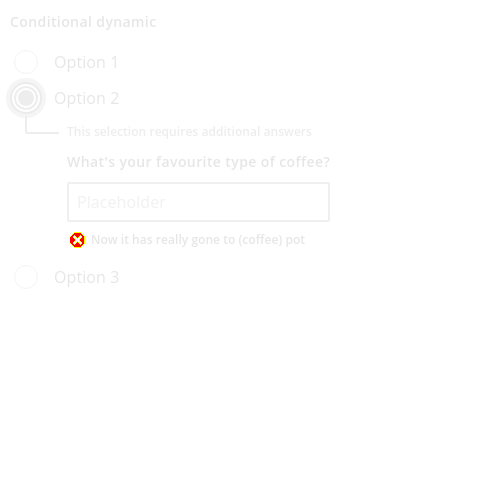 Conditional dynamic
Option 1
Option 2
This selection requires additional answers
What's your favourite type of coffee?
Placeholder
Now it has really gone to (coffee) pot
Option 3